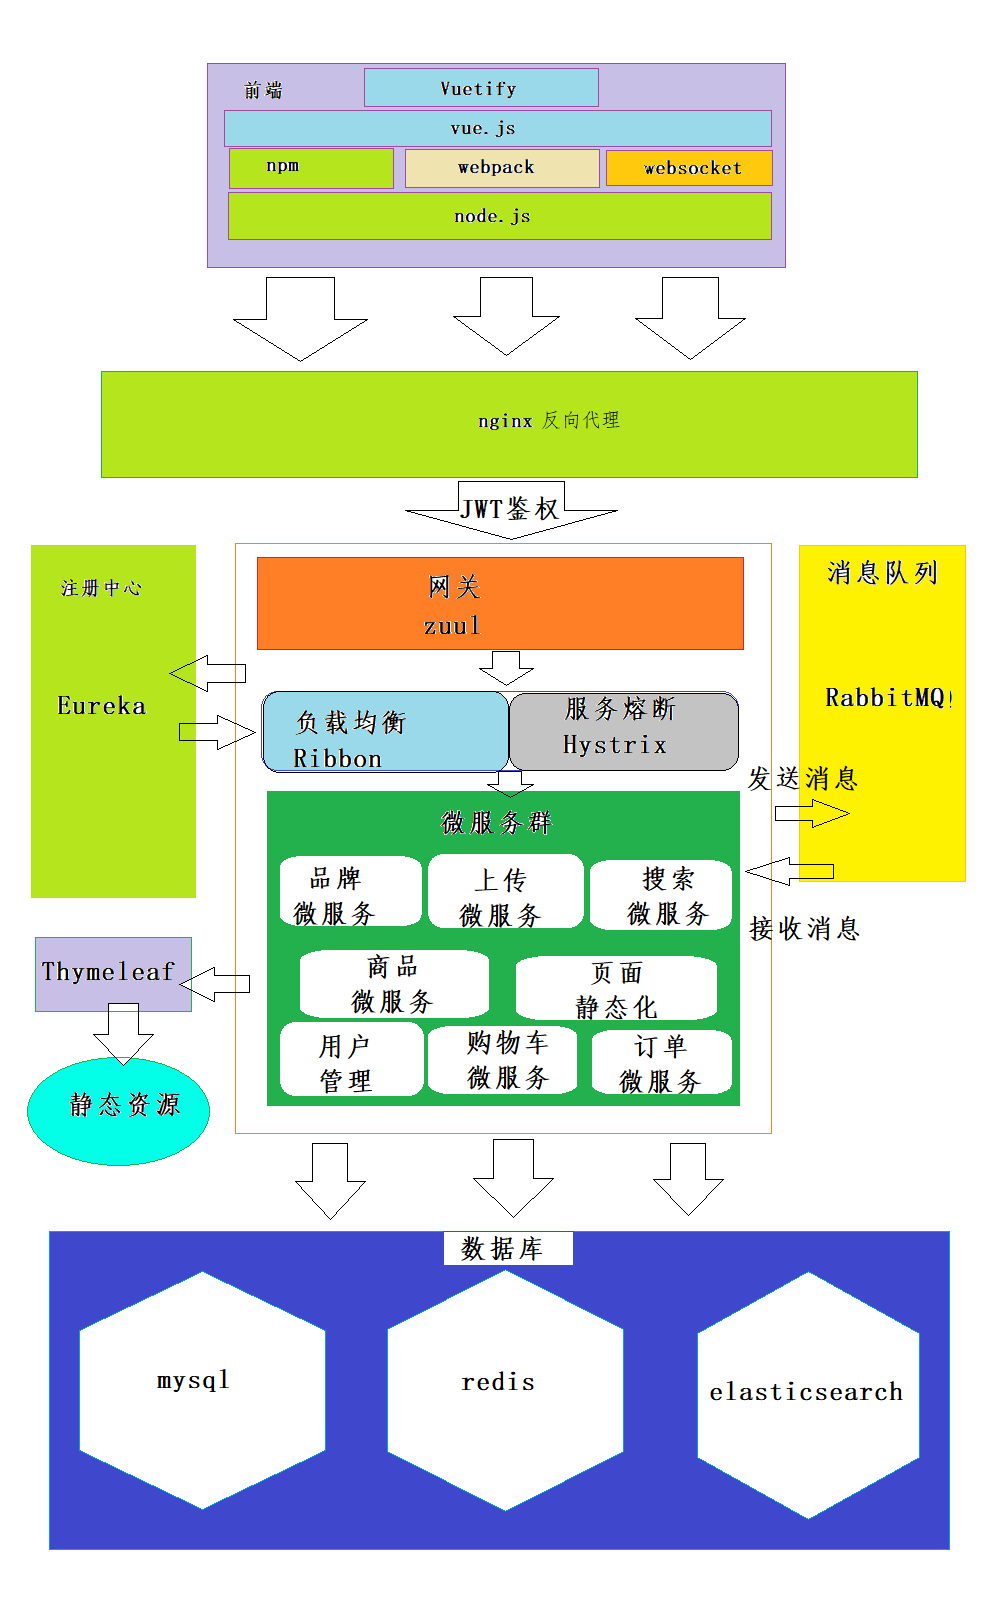 前端
Vuetify
vue.js
npm
webpack
websocket
node.js
nginx 反向代理
JWT鉴权
注册中心
Eureka
网关
zuul
消息队列
RabbitMQ
负载均衡
Ribbon
服务熔断
Hystrix
发送消息
接收消息
微服务群
品牌
微服务
上传
微服务
搜索
微服务
商品
微服务
页面
静态化
用户
管理
购物车
微服务
订单
微服务
Thymeleaf
静态资源
数据库
mysql
redis
elasticsearch